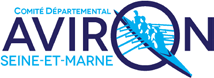 COMITÉ DÉPARTEMENTAL
AVIRON
SEINE-ET-MARNE